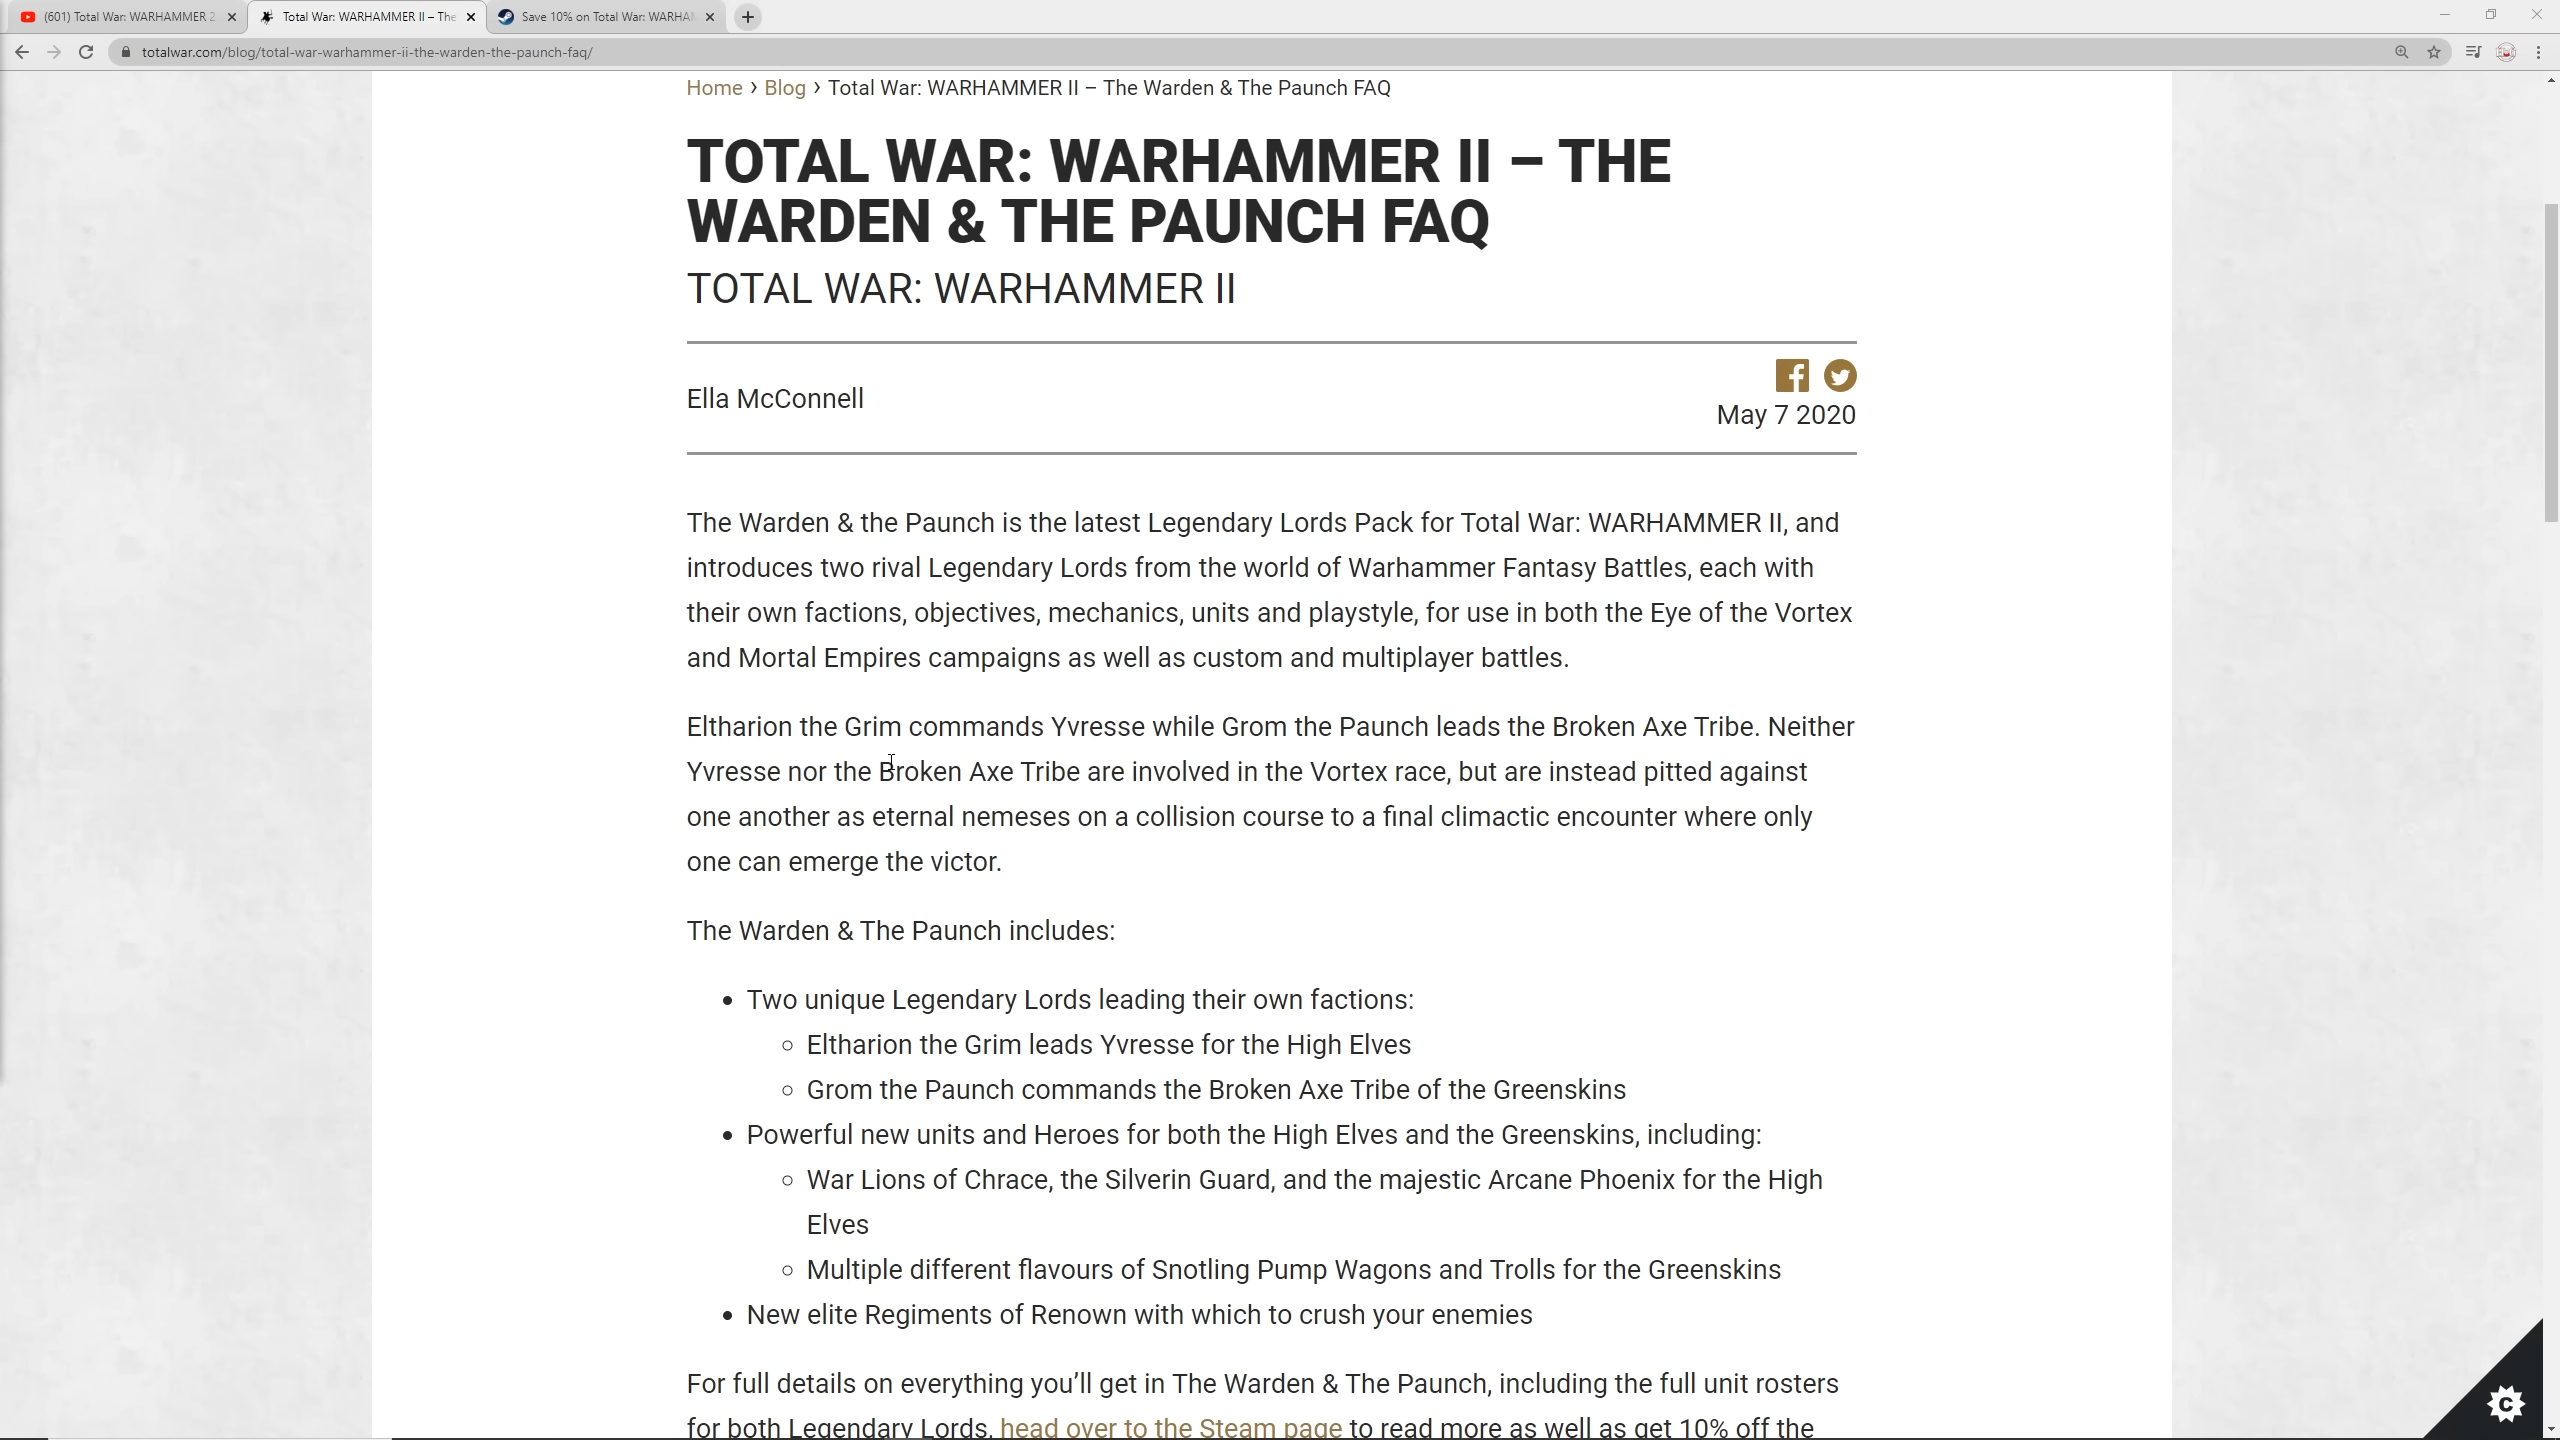 (601) Total War: WARHAMMER 2
Total War: WARHAMMER II – The
Save 10% on Total War: WARHAM
totalwar.com/blog/total-war-warhammer-ii-the-warden-the-paunch-faq/
Home › Blog › Total War: WARHAMMER II – The Warden & The Paunch FAQ
TOTAL WAR: WARHAMMER II – THE
WARDEN & THE PAUNCH FAQ
TOTAL WAR: WARHAMMER II
Ella McConnell
May 7 2020
The Warden & the Paunch is the latest Legendary Lords Pack for Total War: WARHAMMER II, and
introduces two rival Legendary Lords from the world of Warhammer Fantasy Battles, each with
their own factions, objectives, mechanics, units and playstyle, for use in both the Eye of the Vortex
and Mortal Empires campaigns as well as custom and multiplayer battles.
Eltharion the Grim commands Yvresse while Grom the Paunch leads the Broken Axe Tribe. Neither
Yvresse nor the Broken Axe Tribe are involved in the Vortex race, but are instead pitted against
one another as eternal nemeses on a collision course to a final climactic encounter where only
one can emerge the victor.
The Warden & The Paunch includes:
• Two unique Legendary Lords leading their own factions:
○ Eltharion the Grim leads Yvresse for the High Elves
○ Grom the Paunch commands the Broken Axe Tribe of the Greenskins
• Powerful new units and Heroes for both the High Elves and the Greenskins, including:
○ War Lions of Chrace, the Silverin Guard, and the majestic Arcane Phoenix for the High
Elves
○ Multiple different flavours of Snotling Pump Wagons and Trolls for the Greenskins
• New elite Regiments of Renown with which to crush your enemies
For full details on everything you'll get in The Warden & The Paunch, including the full unit rosters
for both Legendary Lords, head over to the Steam page to read more as well as get 10% off the